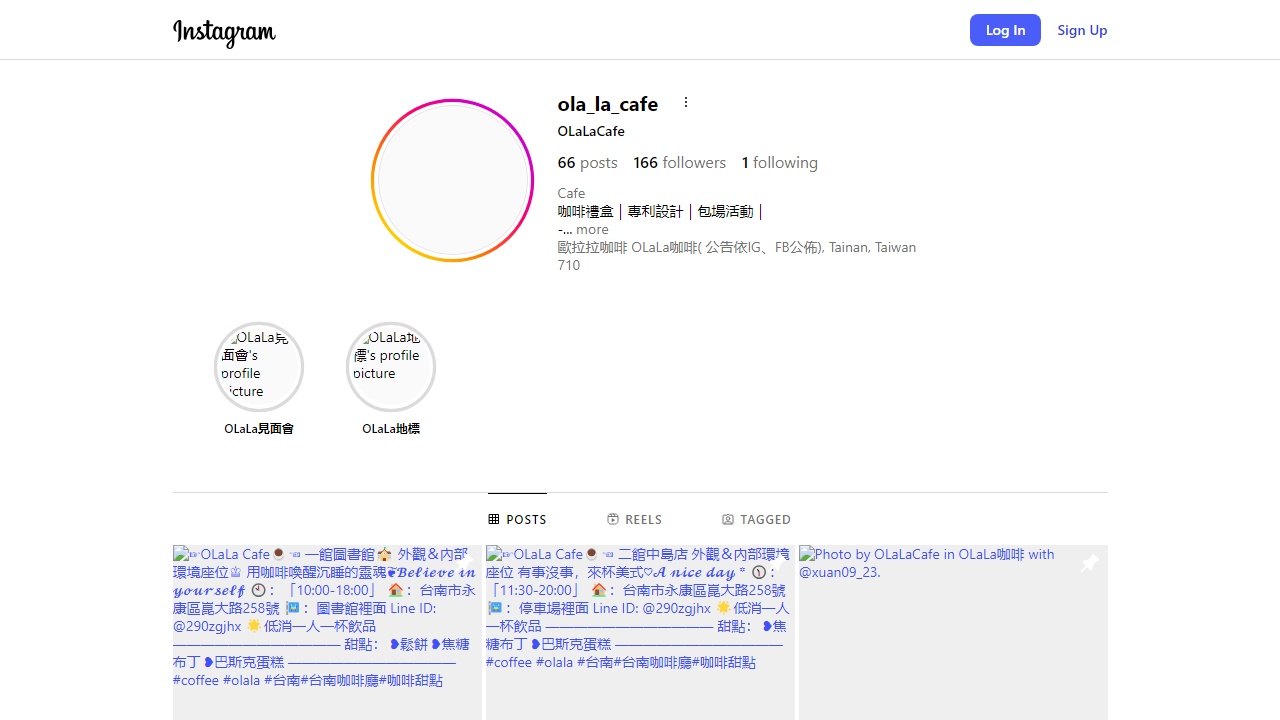 Instagram
Log In
Sign Up
ola_la_cafe
OLaLaCafe
66 posts 166 followers 1 following
Cafe
咖啡禮盒│專利設計│包場活動│
-... more
歐拉拉咖啡 OLaLa咖啡( 公告依IG、FB公佈), Tainan, Taiwan
710
OLaLa見
面會's
profile
picture
OLaLa地
標's profile
picture
OLaLa見面會
OLaLa地標
POSTS
REELS
TAGGED
☞OLaLa Cafe☕☜ 一館圖書館🏫 外觀＆內部
環境座位♔ 用咖啡喚醒沉睡的靈魂❦𝓑𝓮𝓵𝓲𝓮𝓿𝓮 𝓲𝓷
𝔂𝓸𝓾𝓻𝓼𝓮𝓵𝓯 🕙：「10:00-18:00」 🏠：台南市永
康區崑大路258號 🚏：圖書館裡面 Line ID:
@290zgjhx 🌟低消一人一杯飲品
————————————— 甜點：❥鬆餅❥焦糖
布丁❥巴斯克蛋糕 —————————————
#coffee #olala #台南#台南咖啡廳#咖啡甜點
☞OLaLa Cafe☕☜ 二館中島店 外觀＆內部環境
座位 有事沒事，來杯美式♡𝓐 𝓷𝓲𝓬𝓮 𝓭𝓪𝔂 * 🕦：
「11:30-20:00」 🏠：台南市永康區崑大路258號
🚏：停車場裡面 Line ID: @290zgjhx 🌟低消一人
一杯飲品 ————————————— 甜點：❥焦
糖布丁❥巴斯克蛋糕 —————————————
#coffee #olala #台南#台南咖啡廳#咖啡甜點
Photo by OLaLaCafe in OLaLa咖啡 with
@xuan09_23.